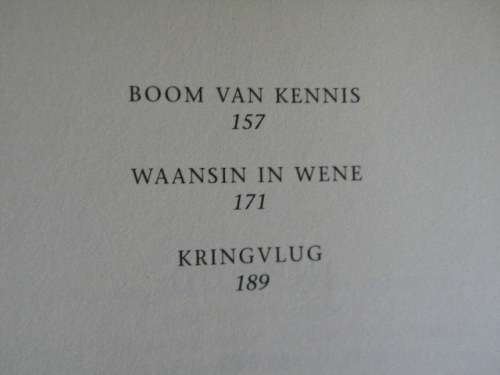 BOOM VAN KENNIS
157
WAANSIN IN WENE
171
KRINGVLUG
189